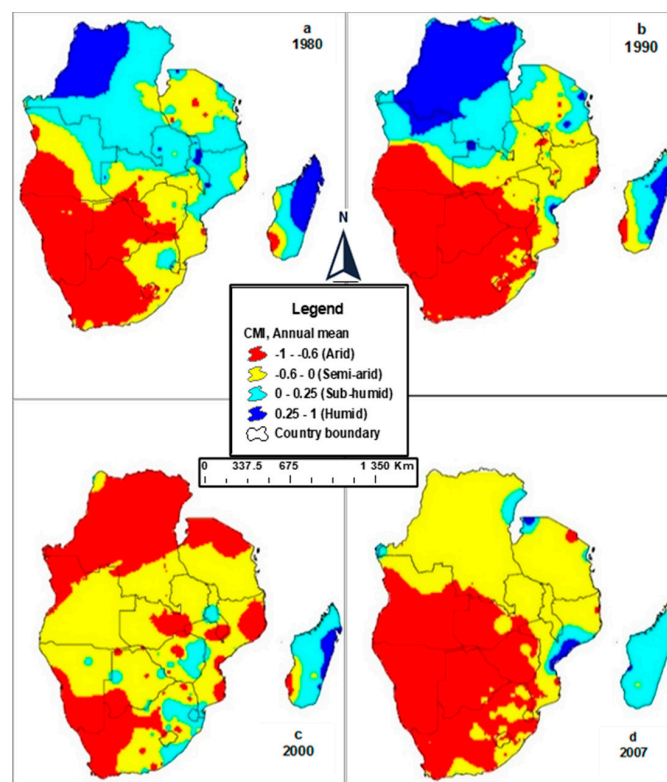 a
1980
b
1990
N
Legend
CMI, Annual mean
-1 - -0.6 (Arid)
-0.6 - 0 (Semi-arid)
0 - 0.25 (Sub-humid)
0.25 - 1 (Humid)
Country boundary
0 337.5 675 1 350 Km
c
2000
d
2007